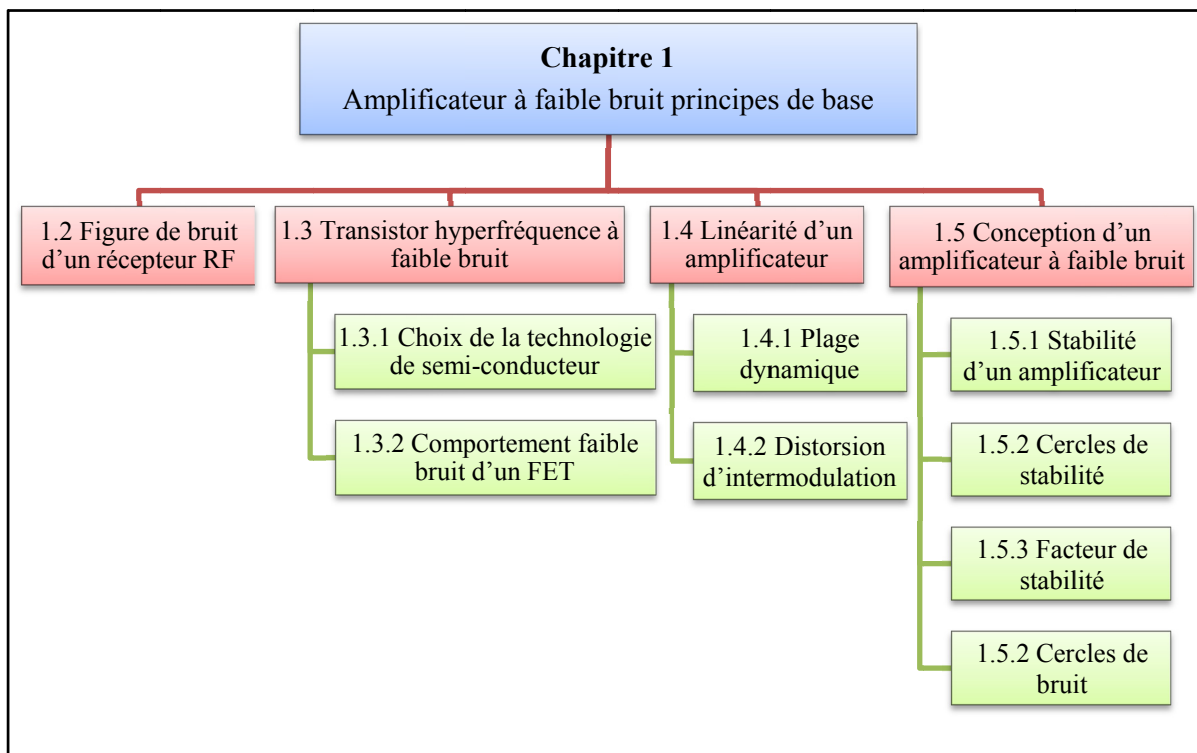 Chapitre 1
Amplificateur à faible bruit principes de base
1.2 Figure de bruit
d’un récepteur RF
1.3 Transistor hyperfréquence à
faible bruit
1.3.1 Choix de la technologie
de semi-conducteur
1.3.2 Comportement faible
bruit d’un FET
1.4 Linéarité d’un
amplificateur
1.4.1 Plage
dynamique
1.4.2 Distorsion
d’intermodulation
1.5 Conception d’un
amplificateur à faible bruit
1.5.1 Stabilité
d’un amplificateur
1.5.2 Cercles de
stabilité
1.5.3 Facteur de
stabilité
1.5.2 Cercles de
bruit